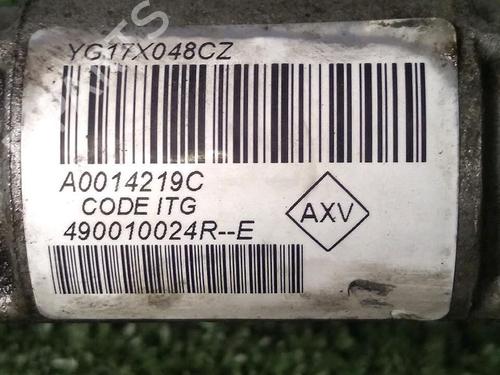 YG17X048CZ
A0014219C
CODE ITG
490010024R--E
AXV